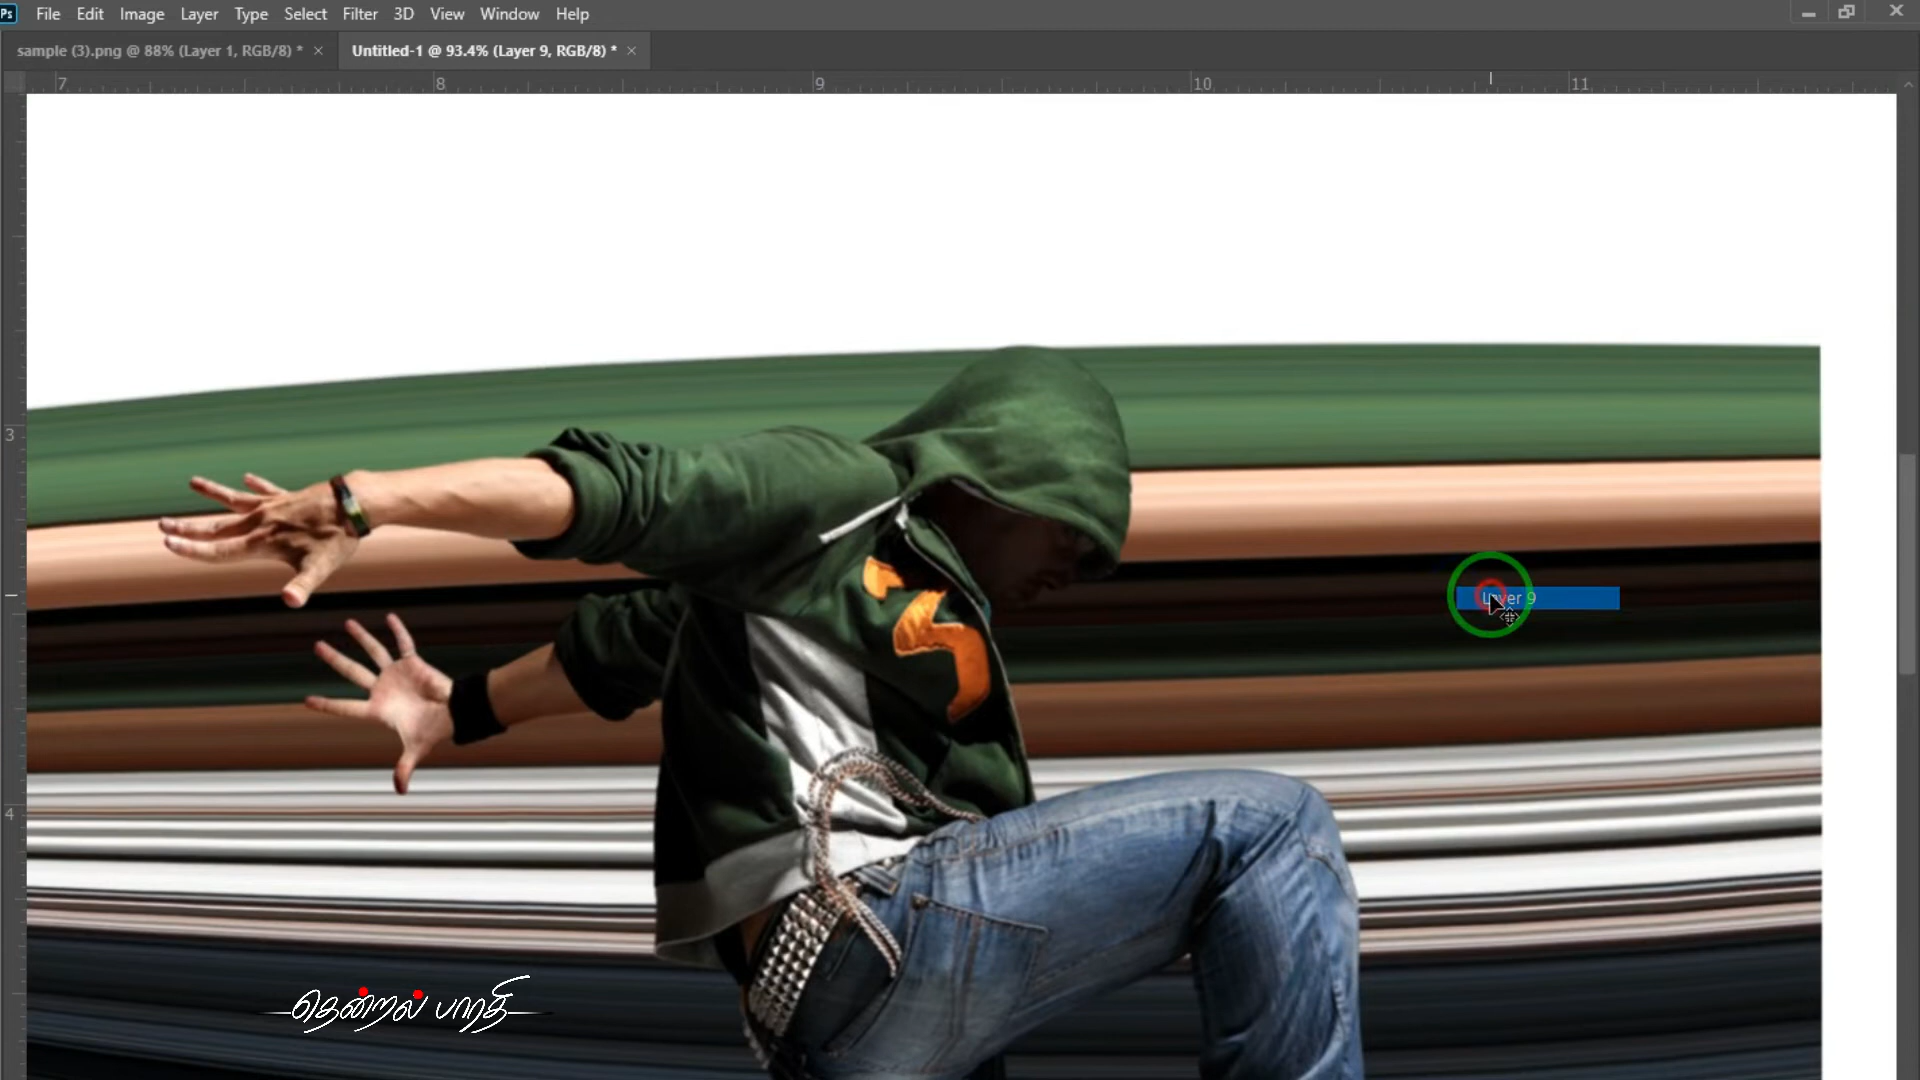 Ps File Edit Image Layer Type Select Filter 3D View Window Help
sample (3).png @ 88% (Layer 1, RGB/8) * × Untitled-1 @ 93.4% (Layer 9, RGB/8) * ×
7 8 9 10 11
3
Layer 9
4
தென்றல் பாரதி